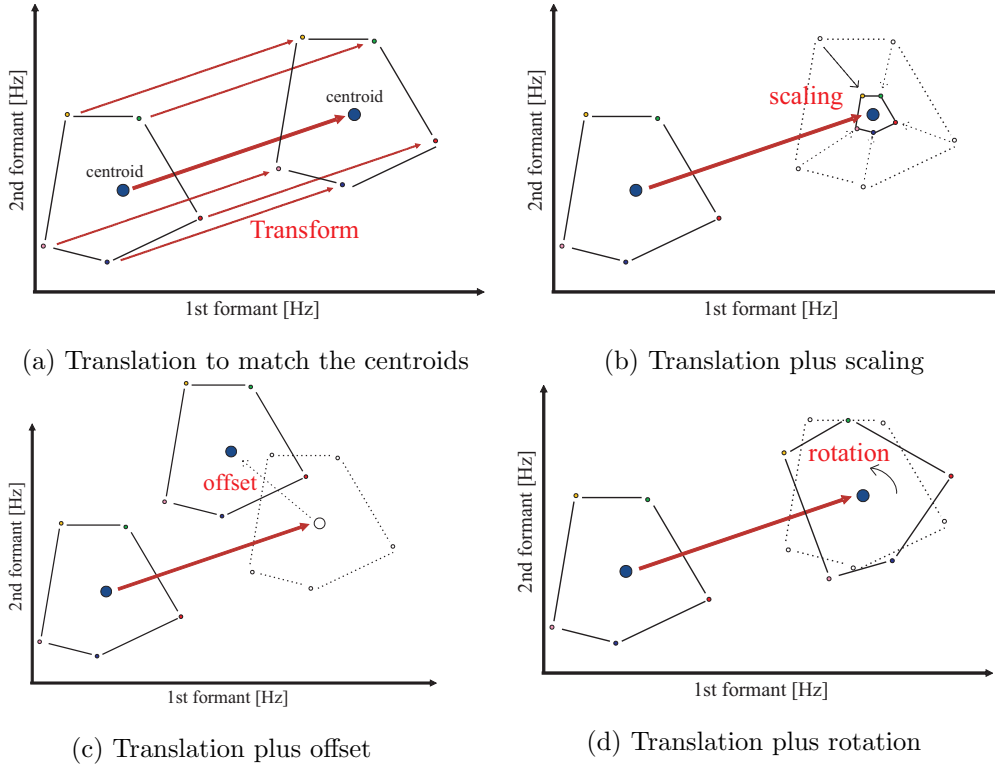 2nd formant [Hz]
centroid
centroid
Transform
1st formant [Hz]
(a) Translation to match the centroids
2nd formant [Hz]
scaling
1st formant [Hz]
(b) Translation plus scaling
2nd formant [Hz]
offset
1st formant [Hz]
(c) Translation plus offset
2nd formant [Hz]
rotation
1st formant [Hz]
(d) Translation plus rotation